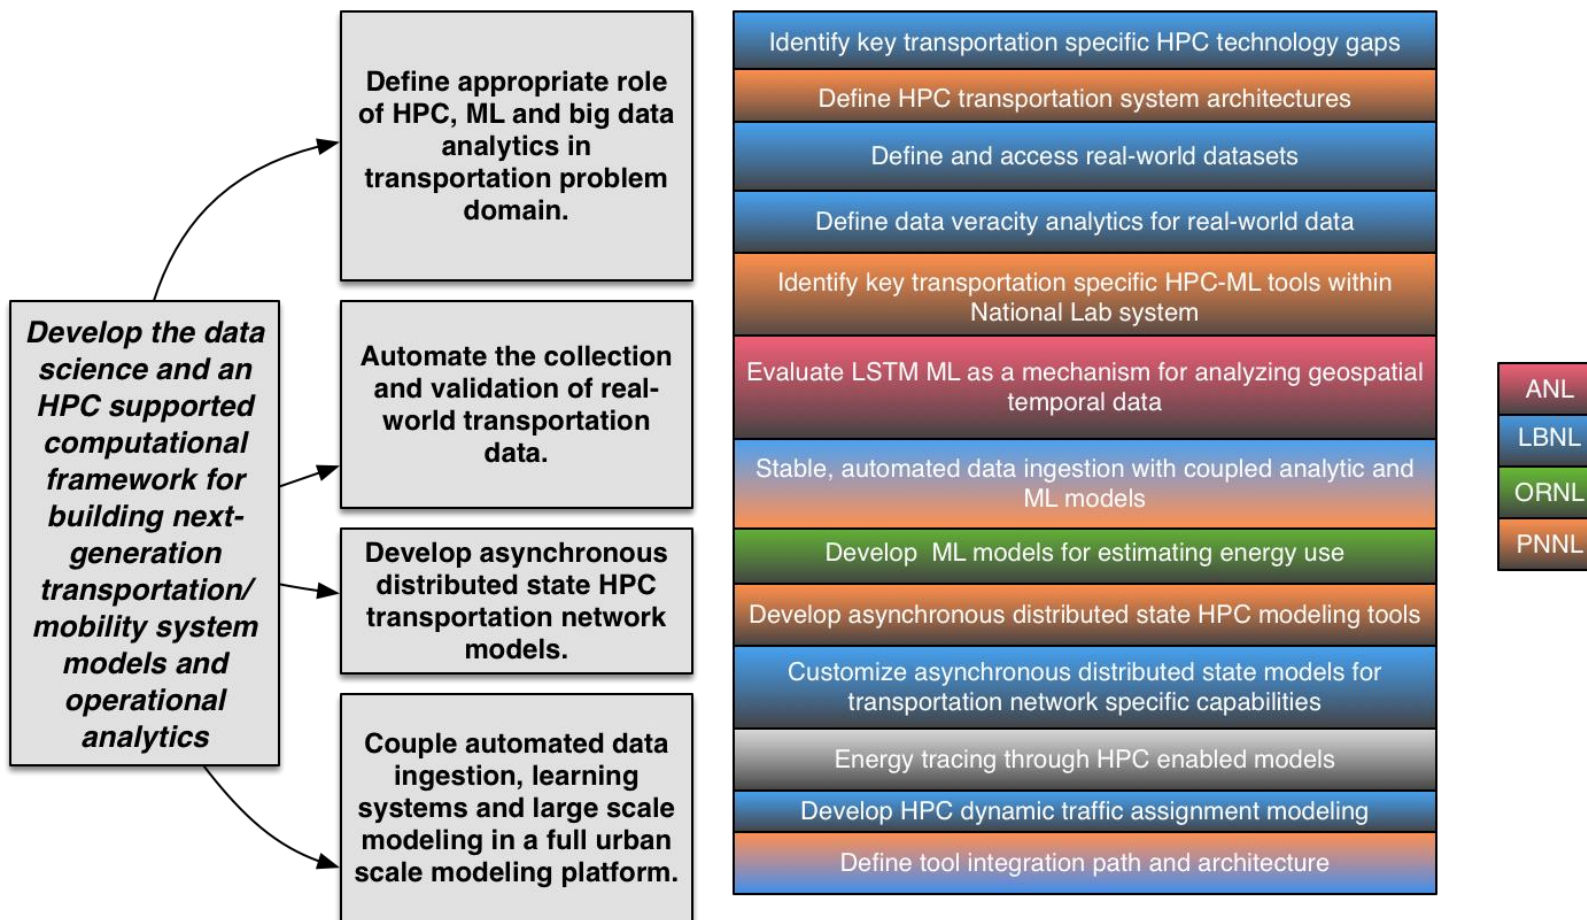 Develop the data
science and an
HPC supported
computational
framework for
building next-
generation
transportation/
mobility system
models and
operational
analytics
Define appropriate role
of HPC, ML and big data
analytics in
transportation problem
domain.
Automate the collection
and validation of real-
world transportation
data.
Develop asynchronous
distributed state HPC
transportation network
models.
Couple automated data
ingestion, learning
systems and large scale
modeling in a full urban
scale modeling platform.
Identify key transportation specific HPC technology gaps
Define HPC transportation system architectures
Define and access real-world datasets
Define data veracity analytics for real-world data
Identify key transportation specific HPC-ML tools within
National Lab system
Evaluate LSTM ML as a mechanism for analyzing geospatial
temporal data
Stable, automated data ingestion with coupled analytic and
ML models
Develop ML models for estimating energy use
Develop asynchronous distributed state HPC modeling tools
Customize asynchronous distributed state models for
transportation network specific capabilities
Energy tracing through HPC enabled models
Develop HPC dynamic traffic assignment modeling
Define tool integration path and architecture
ANL
LBNL
ORNL
PNNL